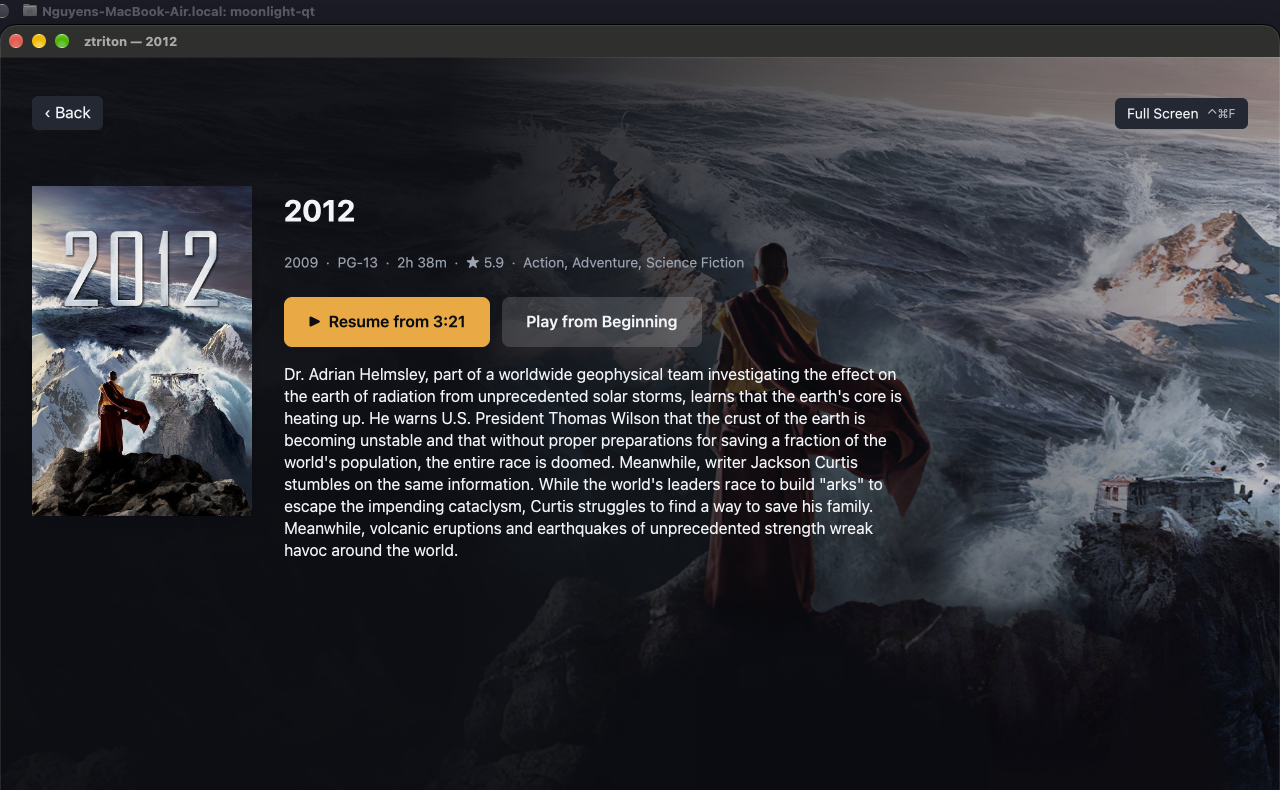 Nguyens-MacBook-Air.local: moonlight-qt
ztriton — 2012
‹ Back
Full Screen ^⌘F
2012
2012
2009 · PG-13 · 2h 38m · ★ 5.9 · Action, Adventure, Science Fiction
▶ Resume from 3:21
Play from Beginning
Dr. Adrian Helmsley, part of a worldwide geophysical team investigating the effect on
the earth of radiation from unprecedented solar storms, learns that the earth's core is
heating up. He warns U.S. President Thomas Wilson that the crust of the earth is
becoming unstable and that without proper preparations for saving a fraction of the
world's population, the entire race is doomed. Meanwhile, writer Jackson Curtis
stumbles on the same information. While the world's leaders race to build "arks" to
escape the impending cataclysm, Curtis struggles to find a way to save his family.
Meanwhile, volcanic eruptions and earthquakes of unprecedented strength wreak
havoc around the world.